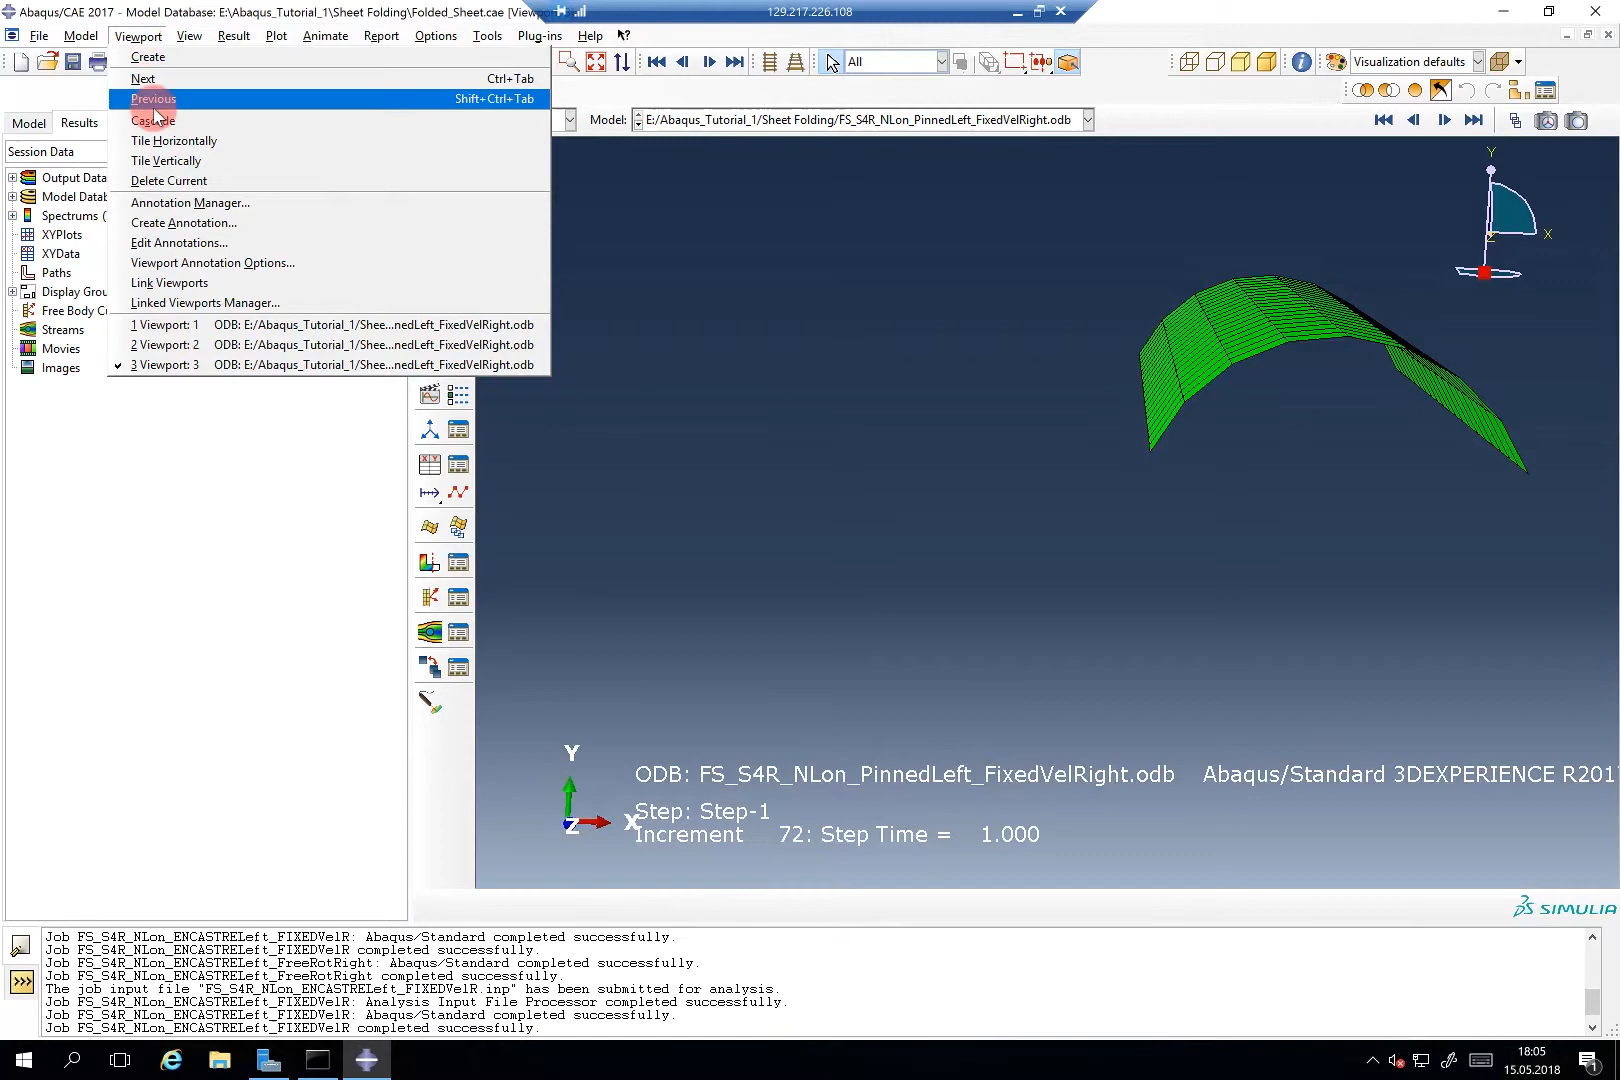 Abaqus/CAE 2017 - Model Database: E:\Abaqus_Tutorial_1\Sheet Folding\Folded_Sheet.cae [Viewpo
129.217.226.108
File Model Viewport View Result Plot Animate Report Options Tools Plug-ins Help
All
Visualization defaults
Create
Next Ctrl+Tab
Previous Shift+Ctrl+Tab
Cascade
Tile Horizontally
Tile Vertically
Delete Current
Annotation Manager...
Create Annotation...
Edit Annotations...
Viewport Annotation Options...
Link Viewports
Linked Viewports Manager...
1 Viewport: 1 ODB: E:/Abaqus_Tutorial_1/Shee...nedLeft_FixedVelRight.odb
2 Viewport: 2 ODB: E:/Abaqus_Tutorial_1/Shee...nedLeft_FixedVelRight.odb
3 Viewport: 3 ODB: E:/Abaqus_Tutorial_1/Shee...nedLeft_FixedVelRight.odb
Model: E:/Abaqus_Tutorial_1/Sheet Folding/FS_S4R_NLon_PinnedLeft_FixedVelRight.odb
Model Results
Session Data
Output Data
Model Datab
Spectrums (
XYPlots
XYData
Paths
Display Grou
Free Body C
Streams
Movies
Images
Y
X
Z
Y
X
Z
ODB: FS_S4R_NLon_PinnedLeft_FixedVelRight.odb Abaqus/Standard 3DEXPERIENCE R201
Step: Step-1
Increment 72: Step Time = 1.000
SIMULIA
Job FS_S4R_NLon_ENCASTRELeft_FIXEDVelR: Abaqus/Standard completed successfully.
Job FS_S4R_NLon_ENCASTRELeft_FIXEDVelR completed successfully.
Job FS_S4R_NLon_ENCASTRELeft_FreeRotRight: Abaqus/Standard completed successfully.
Job FS_S4R_NLon_ENCASTRELeft_FreeRotRight completed successfully.
The job input file "FS_S4R_NLon_ENCASTRELeft_FIXEDVelR.inp" has been submitted for analysis.
Job FS_S4R_NLon_ENCASTRELeft_FIXEDVelR: Analysis Input File Processor completed successfully.
Job FS_S4R_NLon_ENCASTRELeft_FIXEDVelR: Abaqus/Standard completed successfully.
Job FS_S4R_NLon_ENCASTRELeft_FIXEDVelR completed successfully.
>>>
18:05
15.05.2018
1